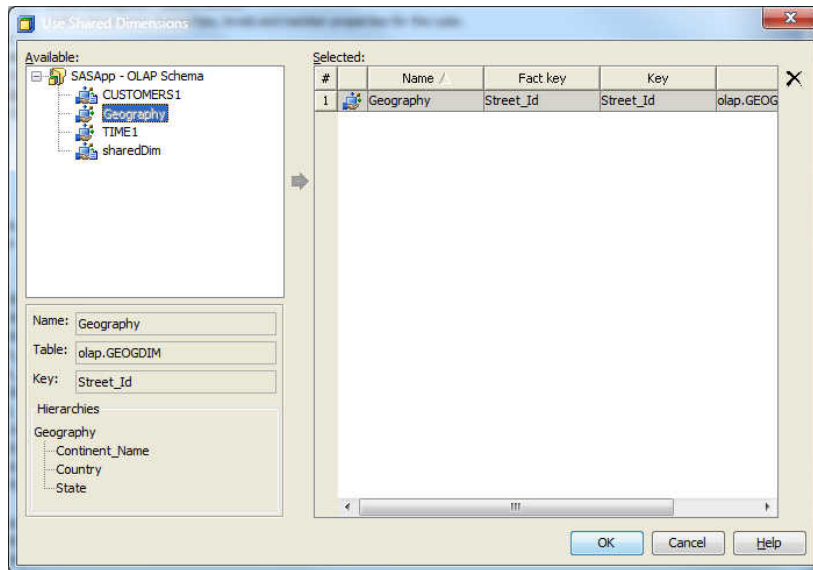 Use Shared Dimensions
Available:
SASApp - OLAP Schema
CUSTOMERS1
Geography
TIME1
sharedDim
Selected:
# Name Fact key Key
1 Geography Street_Id Street_Id olap.GEOG
Name: Geography
Table: olap.GEOGDIM
Key: Street_Id
Hierarchies
Geography
Continent_Name
Country
State
OK Cancel Help